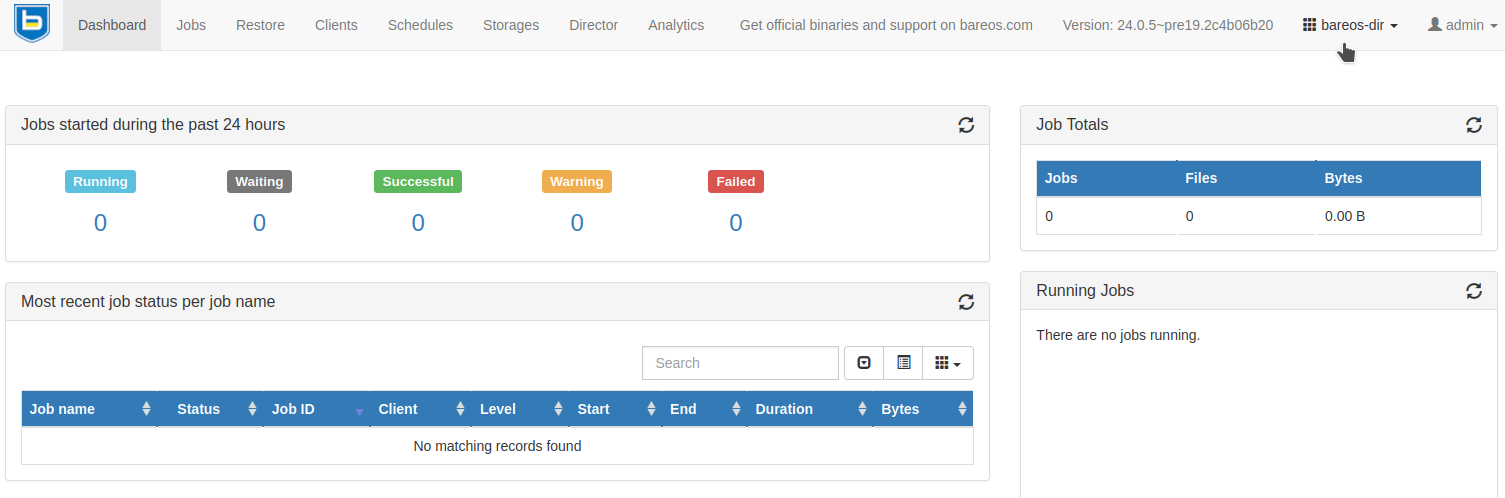 Dashboard Jobs Restore Clients Schedules Storages Director Analytics Get official binaries and support on bareos.com Version: 24.0.5~pre19.2c4b06b20 bareos-dir admin
Jobs started during the past 24 hours
Running Waiting Successful Warning Failed
0 0 0 0 0
Most recent job status per job name
Search
Job name Status Job ID Client Level Start End Duration Bytes
No matching records found
Job Totals
Jobs Files Bytes
0 0 0.00 B
Running Jobs
There are no jobs running.